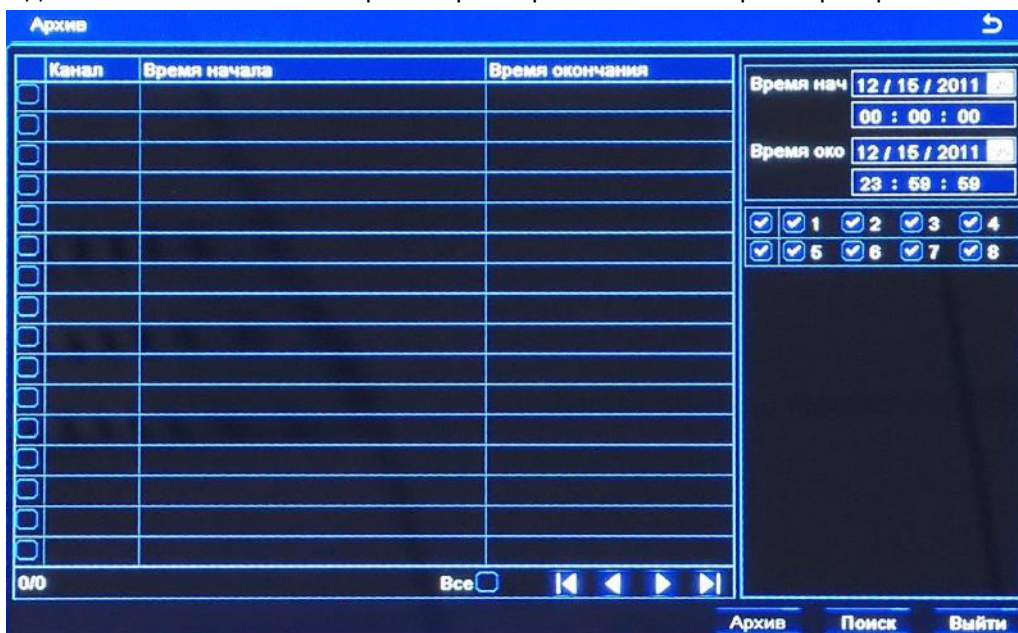 Архив
Канал Время начала Время окончания
Время нач 12 / 15 / 2011
00 : 00 : 00
Время око 12 / 15 / 2011
23 : 59 : 59
1 2 3 4
5 6 7 8
0/0 Все
Архив Поиск Выйти